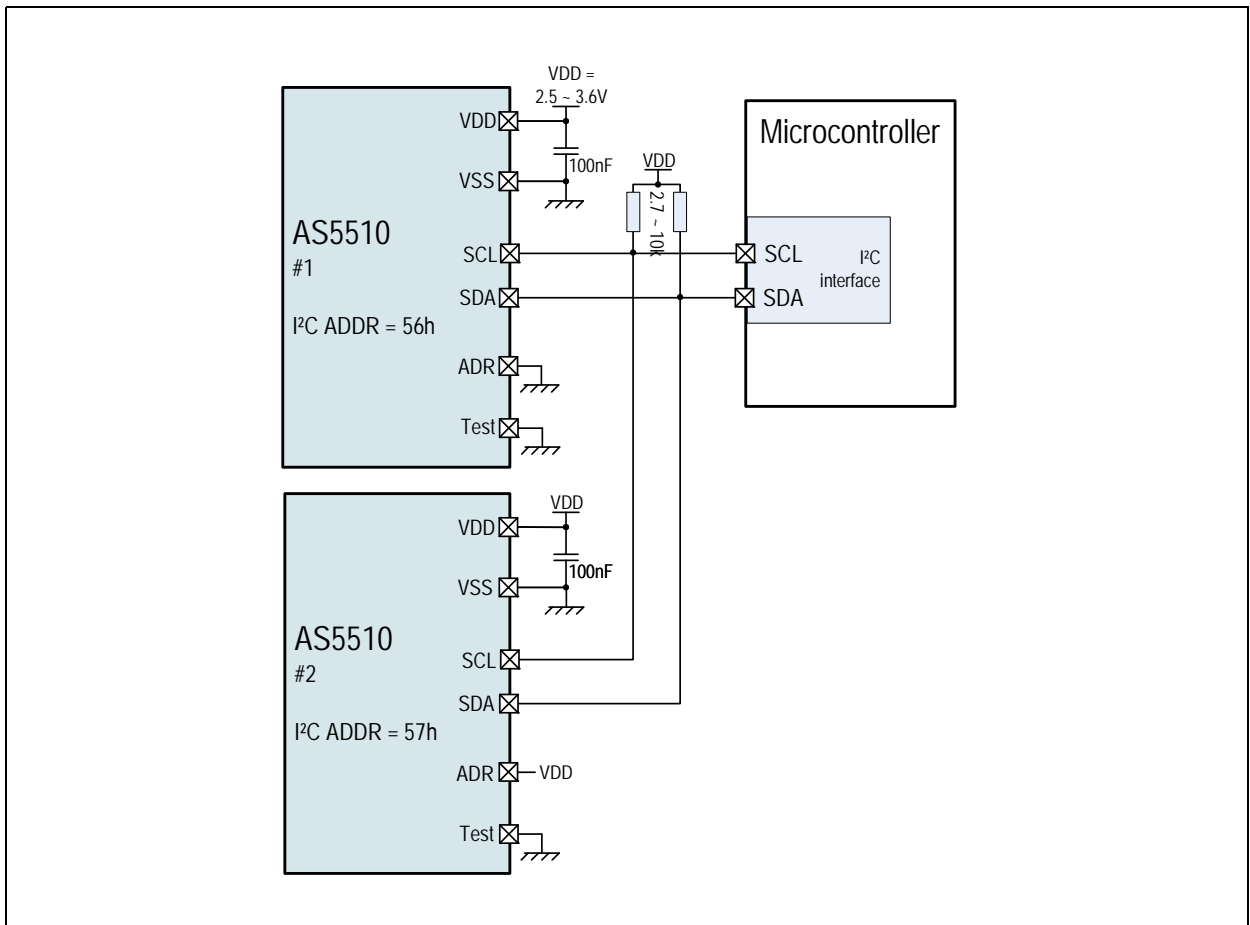 VDD =
2.5 ~ 3.6V
VDD
100nF
VSS
AS5510
#1
SCL
SDA
I²C ADDR = 56h
ADR
Test
VDD
2.7 ~ 10k
Microcontroller
SCL
I²C
interface
SDA
VDD
VDD
100nF
VSS
AS5510
#2
SCL
SDA
I²C ADDR = 57h
ADR
VDD
Test